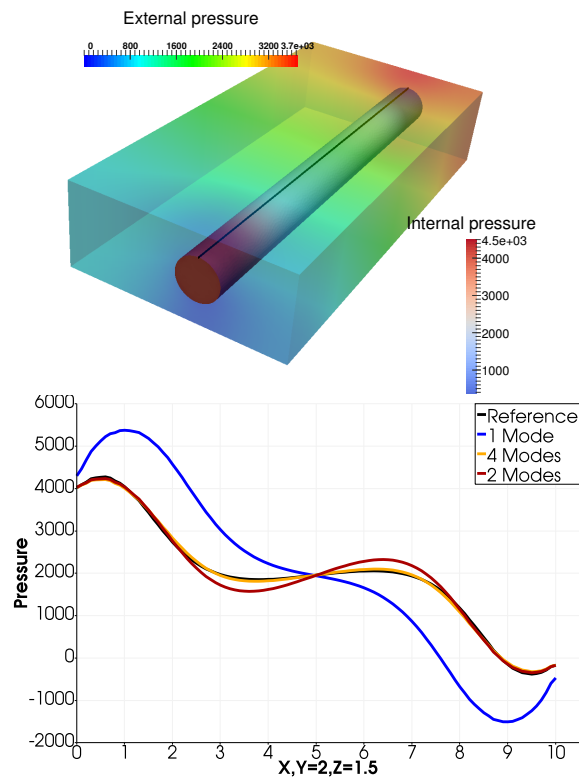 External pressure
0 800 1600 2400 3200 3.7e+03
Internal pressure
4.5e+03
4000
3000
2000
1000
6000
5000
4000
3000
2000
1000
0
-1000
-2000
Pressure
Reference
1 Mode
4 Modes
2 Modes
0 1 2 3 4 5 6 7 8 9 10
X,Y=2,Z=1.5